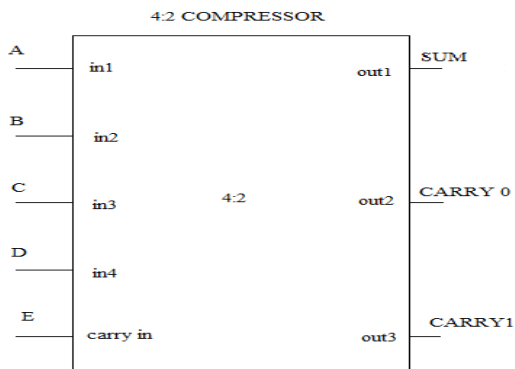 4:2 COMPRESSOR
A
in1
out1
SUM
B
in2
C
in3
4:2
out2
CARRY 0
D
in4
E
carry in
out3
CARRY1